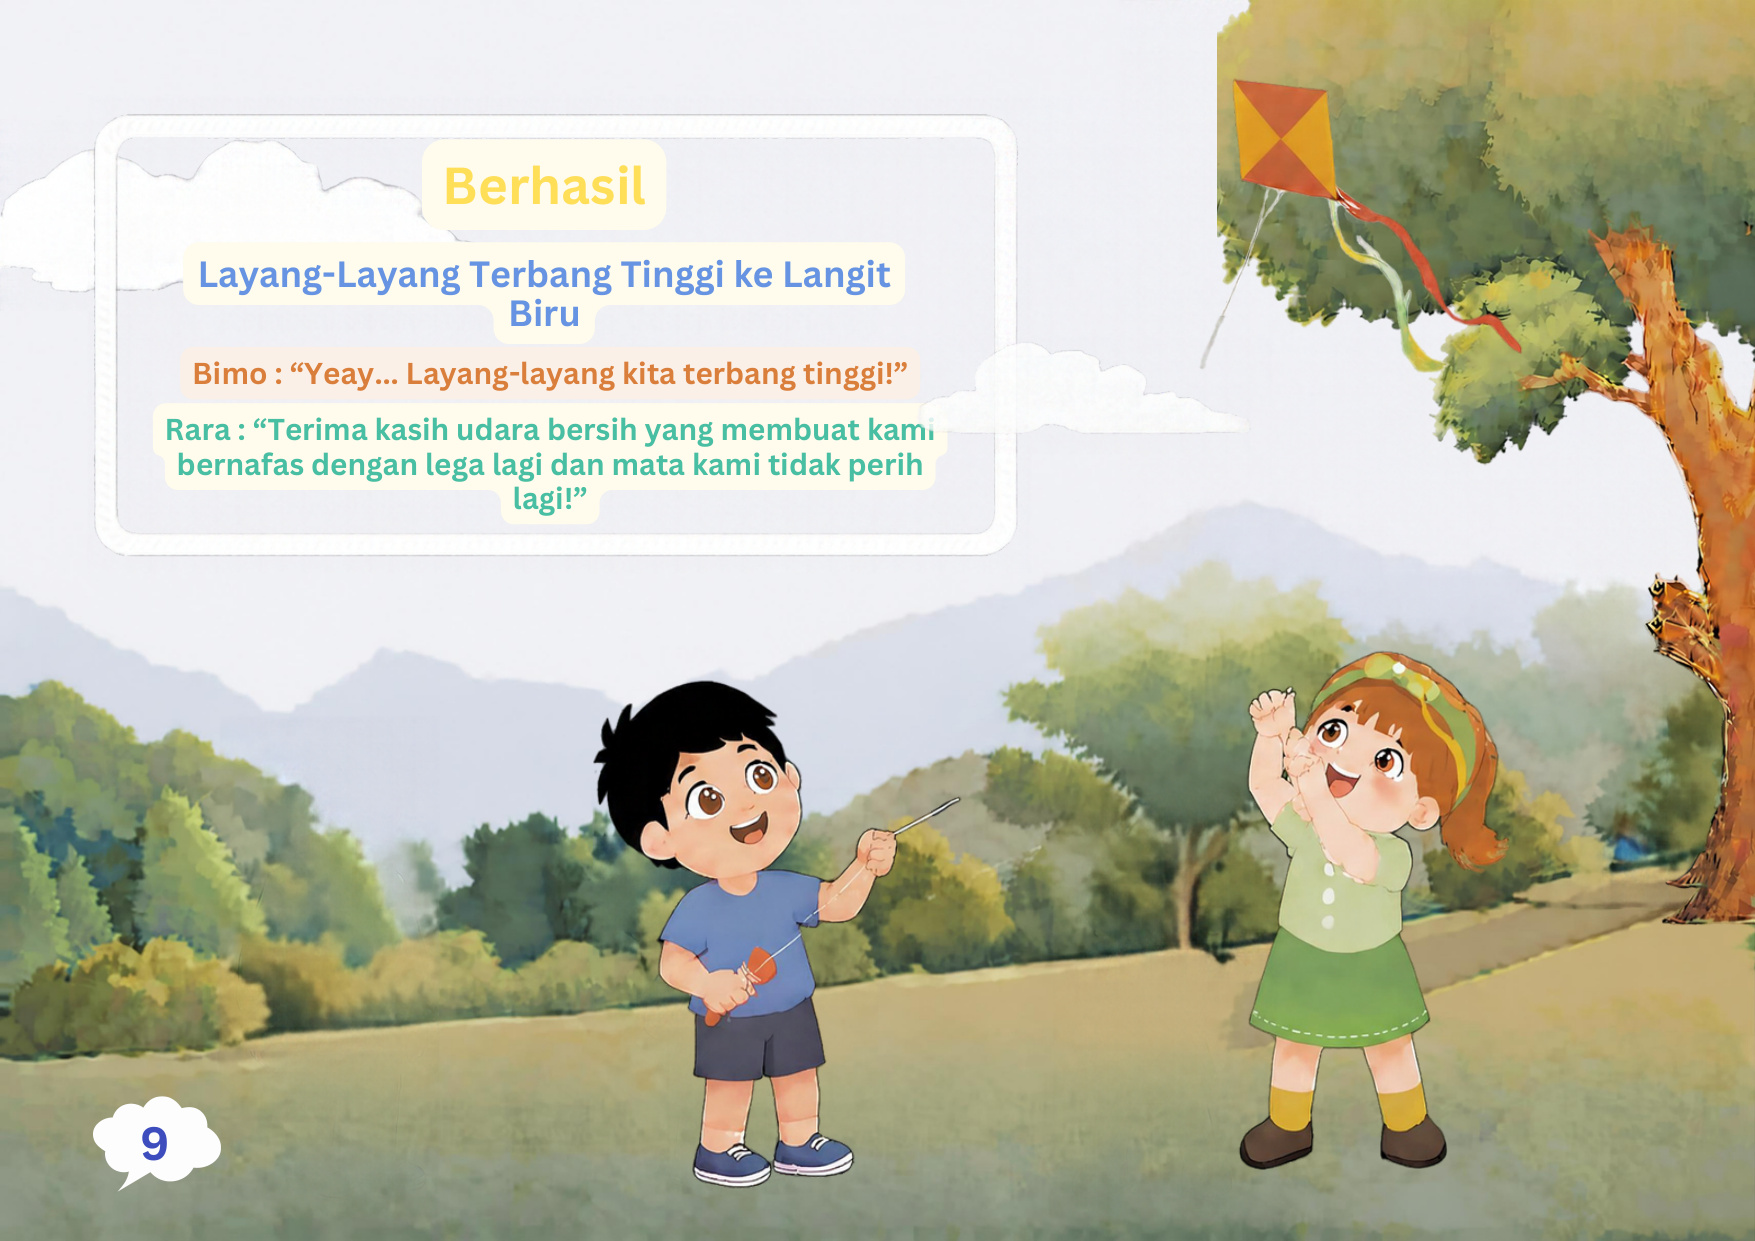 Berhasil
Layang-Layang Terbang Tinggi ke Langit
Biru
Bimo : “Yeay... Layang-layang kita terbang tinggi!”
Rara : “Terima kasih udara bersih yang membuat kami
bernafas dengan lega lagi dan mata kami tidak perih
lagi!”
9